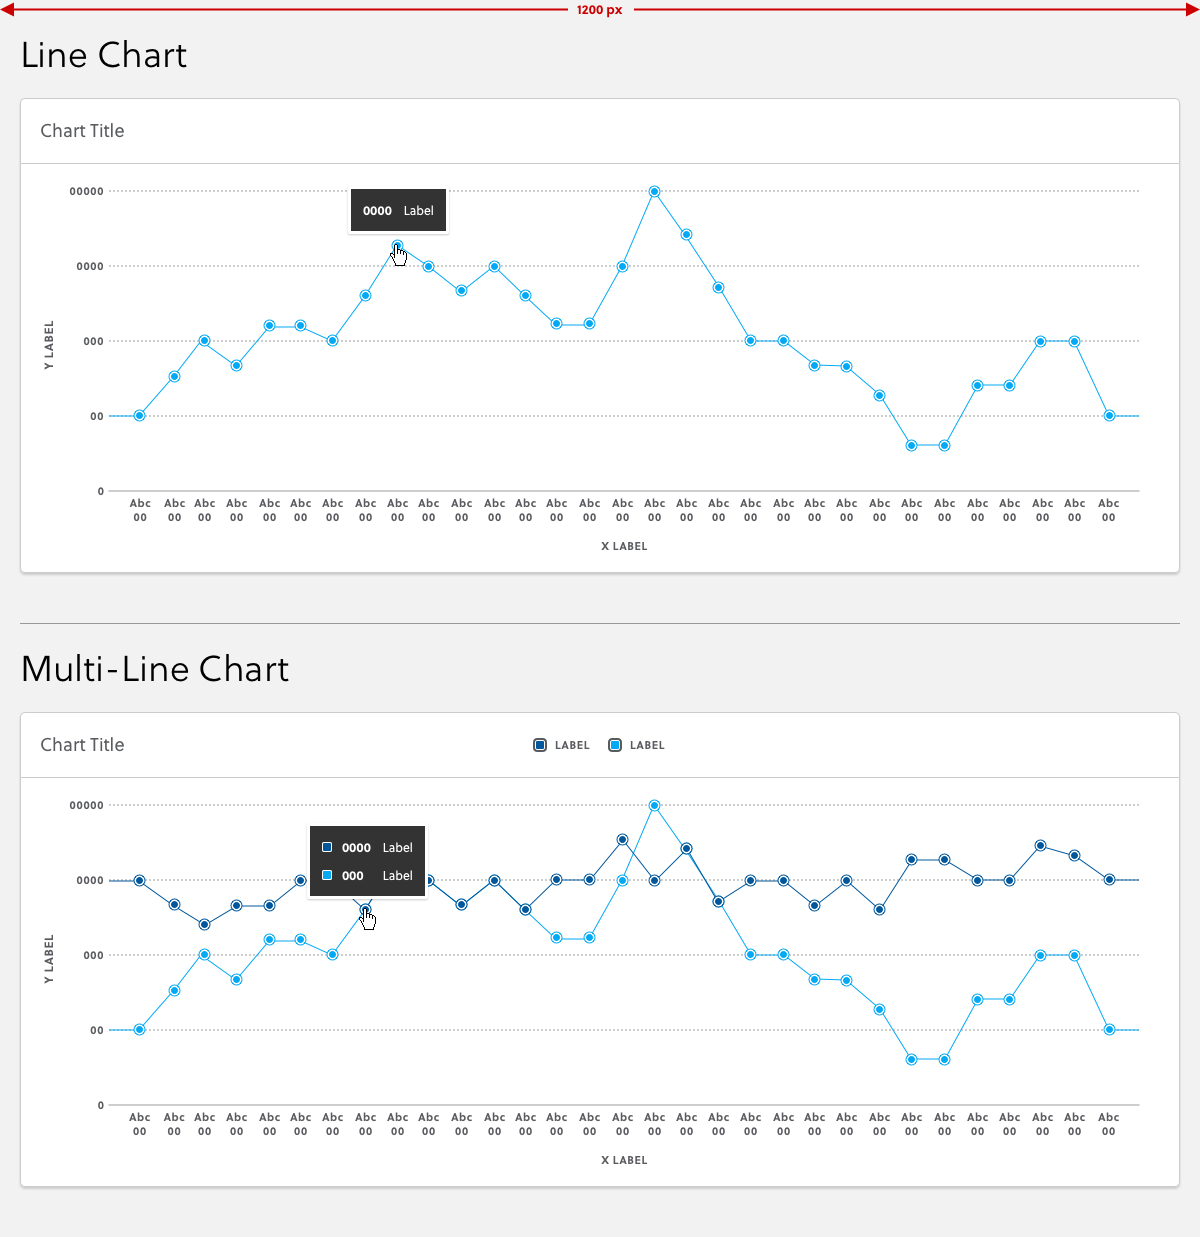 1200 px
Line Chart
Chart Title
00000
0000 Label
0000
000
Y LABEL
00
0
Abc Abc Abc Abc Abc Abc Abc Abc Abc Abc Abc Abc Abc Abc Abc Abc Abc Abc Abc Abc Abc Abc Abc Abc Abc Abc Abc Abc Abc Abc Abc
00 00 00 00 00 00 00 00 00 00 00 00 00 00 00 00 00 00 00 00 00 00 00 00 00 00 00 00 00 00 00
X LABEL
Multi-Line Chart
Chart Title LABEL LABEL
00000
0000 Label
000 Label
0000
000
Y LABEL
00
0
Abc Abc Abc Abc Abc Abc Abc Abc Abc Abc Abc Abc Abc Abc Abc Abc Abc Abc Abc Abc Abc Abc Abc Abc Abc Abc Abc Abc Abc Abc Abc
00 00 00 00 00 00 00 00 00 00 00 00 00 00 00 00 00 00 00 00 00 00 00 00 00 00 00 00 00 00 00
X LABEL